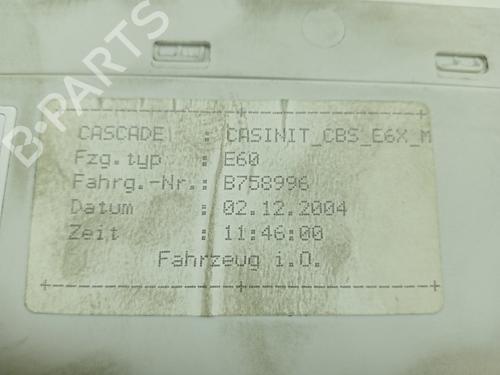 CASCADE : CASINIT_CBS_E6X_M
Fzg.typ : E60
Fahrg.-Nr.: B758996
Datum : 02.12.2004
Zeit : 11:46:00
Fahrzeug i.O.
B-PARTS